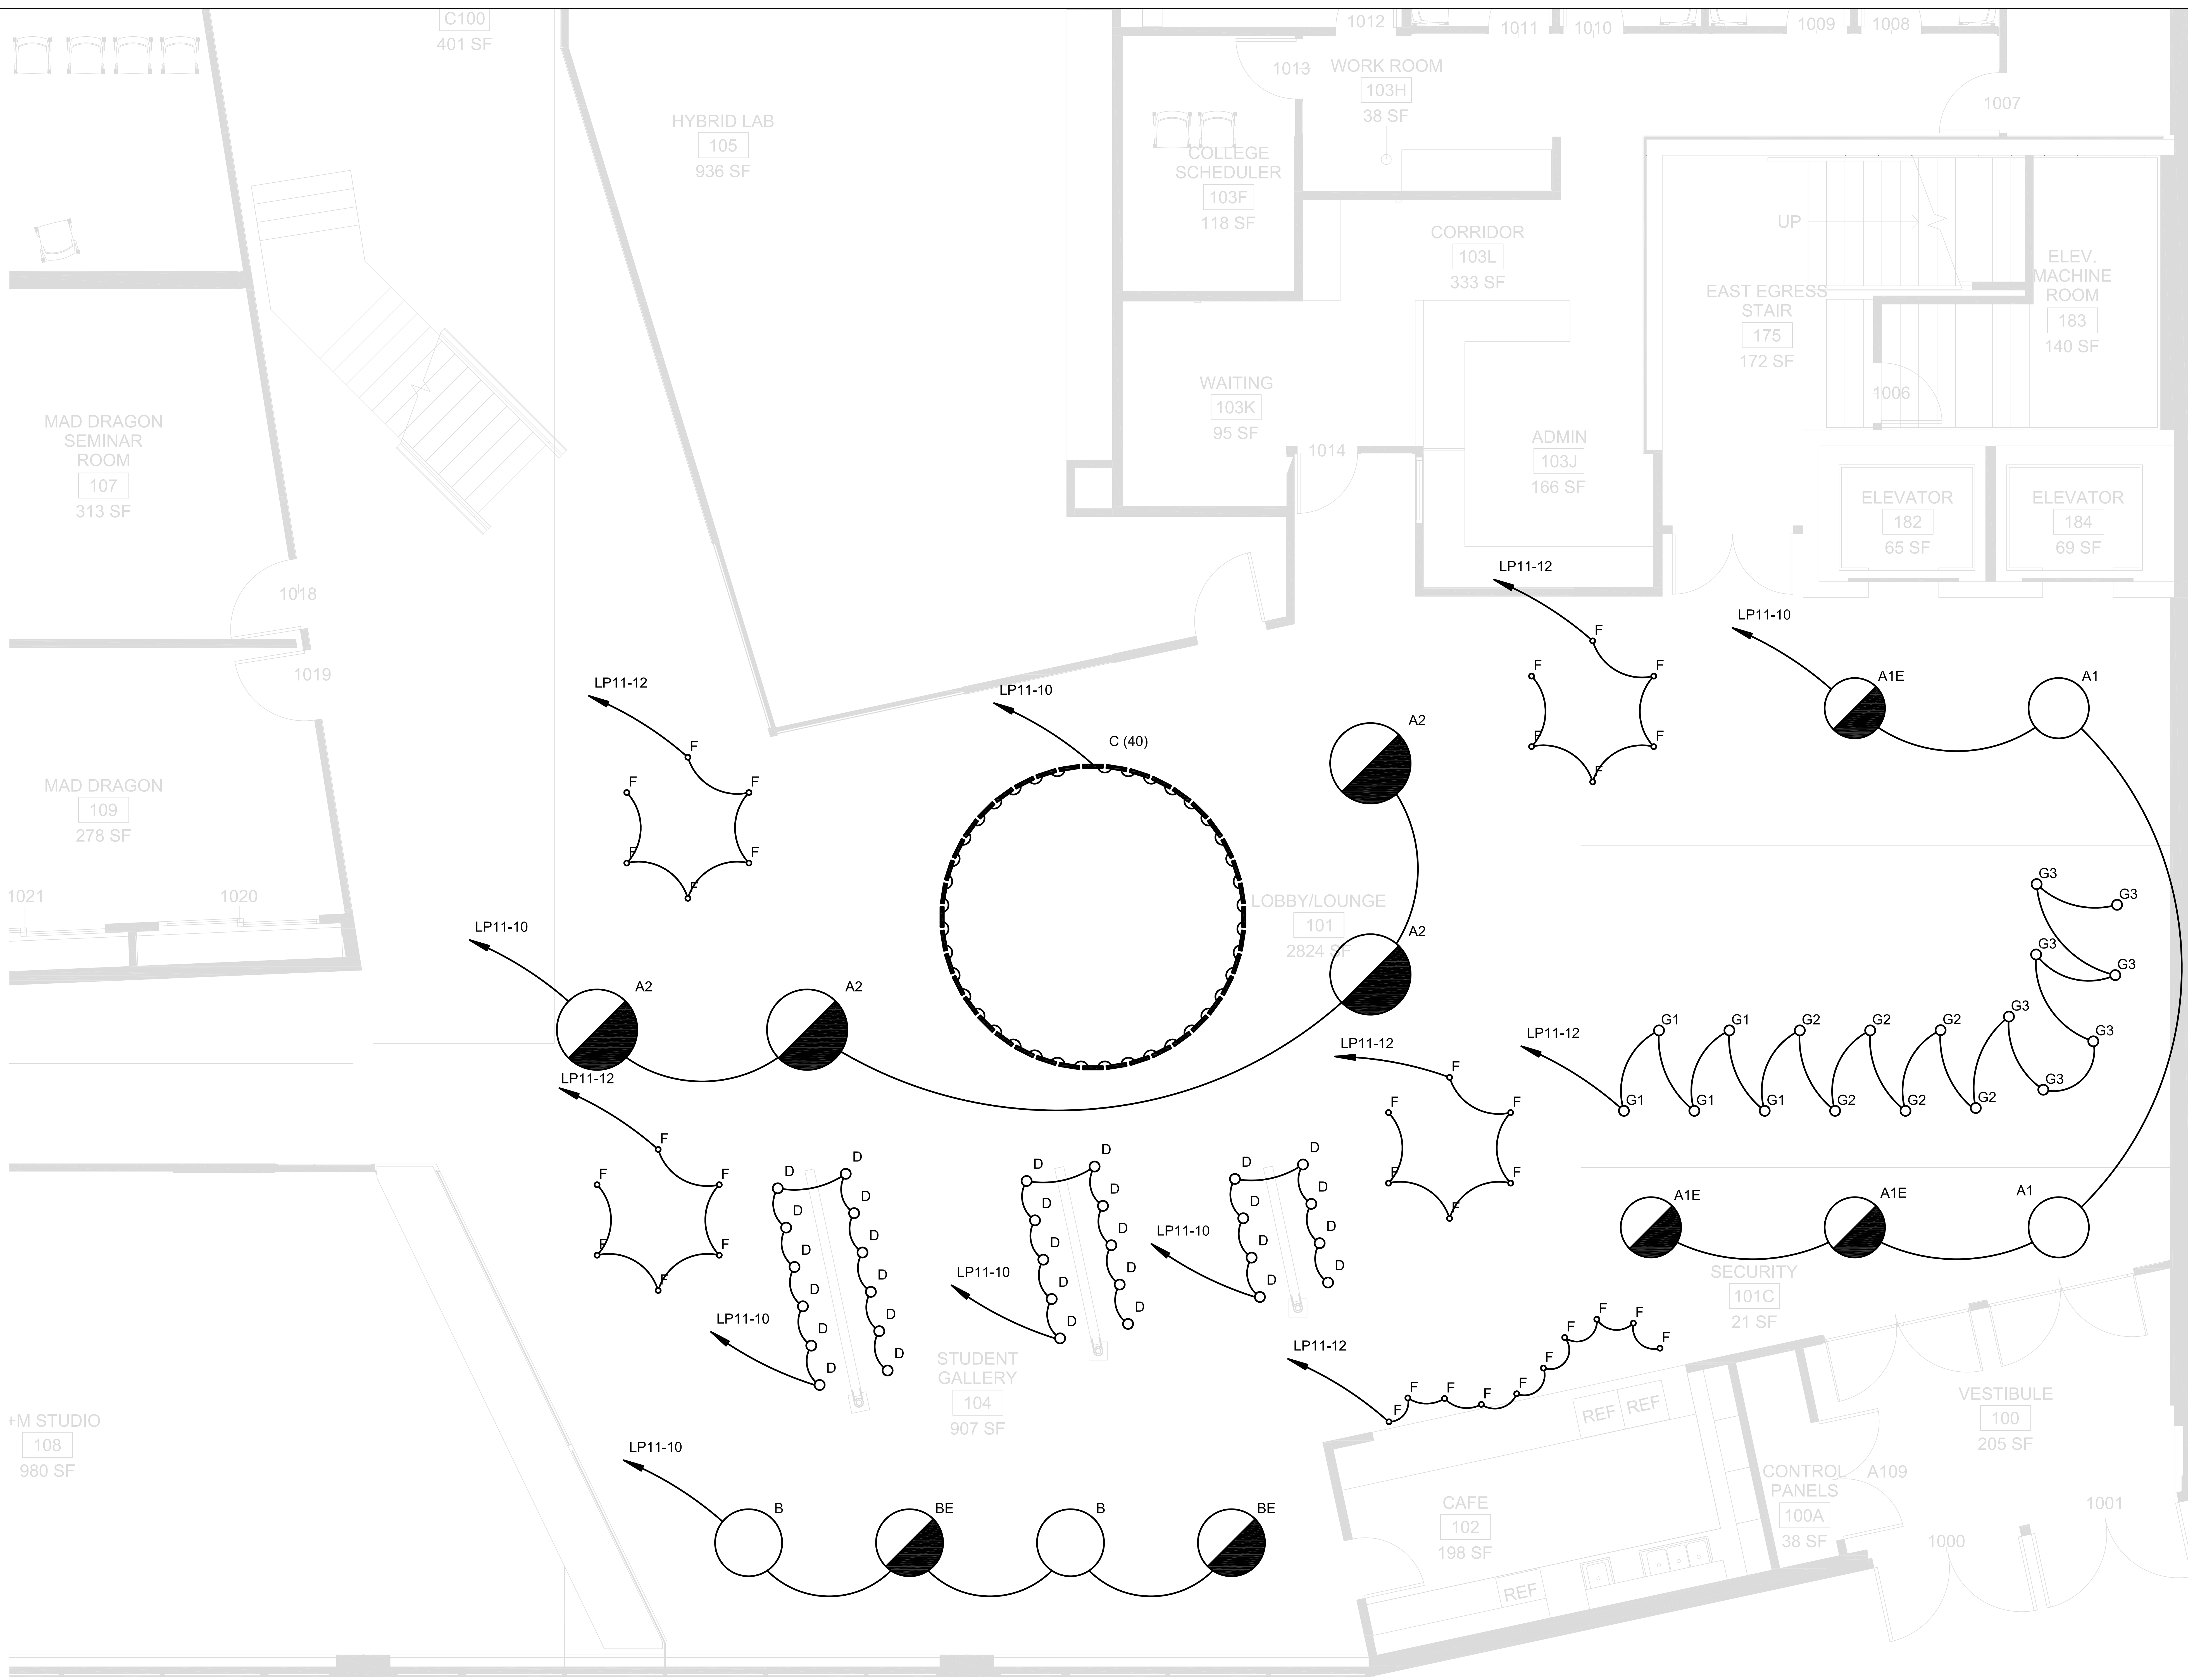 C100
401 SF
1012
1011
1010
1009
1008
1013
WORK ROOM
103H
38 SF
1007
HYBRID LAB
105
936 SF
COLLEGE
SCHEDULER
103F
118 SF
UP
CORRIDOR
103L
333 SF
ELEV.
MACHINE
ROOM
183
140 SF
EAST EGRESS
STAIR
175
172 SF
WAITING
103K
95 SF
1006
MAD DRAGON
SEMINAR
ROOM
107
313 SF
ADMIN
103J
166 SF
1014
ELEVATOR
182
65 SF
ELEVATOR
184
69 SF
1018
LP11-12
LP11-10
F
F
F
F
F
F
A1E
A1
1019
LP11-12
F
F
F
F
F
F
LP11-10
C (40)
A2
MAD DRAGON
109
278 SF
1021
1020
LOBBY/LOUNGE
101
2824 SF
A2
LP11-10
A2
A2
G3
G3
G3
G3
G3
G3
G3
LP11-12
G1
G1
G2
G2
G2
G1
G1
G1
G2
G2
G2
LP11-12
F
F
F
F
F
F
LP11-12
F
F
F
F
F
F
D
D
D
D
D
D
D
D
D
D
D
D
LP11-10
D
D
D
D
D
D
D
D
D
D
LP11-10
D
D
D
D
D
D
D
D
LP11-10
A1E
A1E
A1
SECURITY
101C
21 SF
LP11-12
F
F
F
F
F
F
F
F
F
F
STUDENT
GALLERY
104
907 SF
REF
REF
VESTIBULE
100
205 SF
+M STUDIO
108
980 SF
LP11-10
B
BE
B
BE
CAFE
102
198 SF
REF
CONTROL
PANELS
100A
38 SF
A109
1000
1001